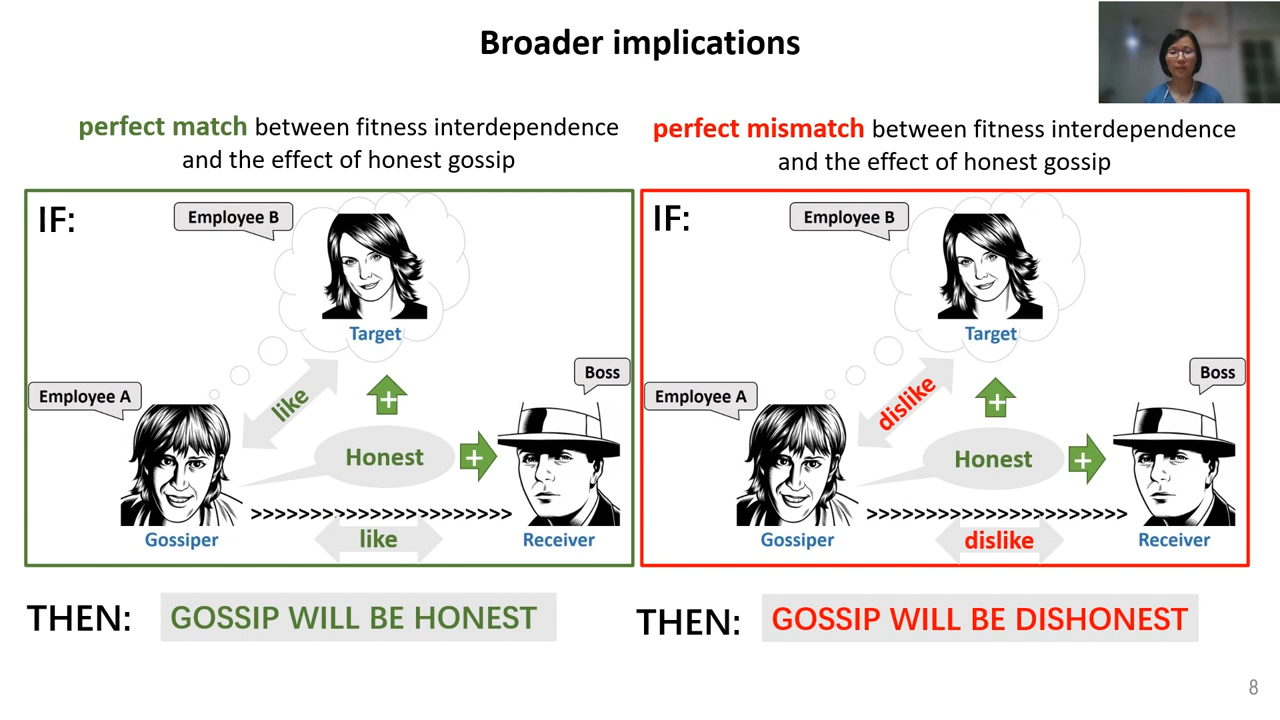 Broader implications
perfect match between fitness interdependence
and the effect of honest gossip
IF:
Employee B
Target
like
+
Employee A
Boss
Honest
+
>>>>>>>>>>>>>>>>>>>>>>
like
Gossiper
Receiver
THEN:
GOSSIP WILL BE HONEST
perfect mismatch between fitness interdependence
and the effect of honest gossip
IF:
Employee B
Target
dislike
+
Employee A
Boss
Honest
+
>>>>>>>>>>>>>>>>>>>>>>
dislike
Gossiper
Receiver
THEN:
GOSSIP WILL BE DISHONEST
8